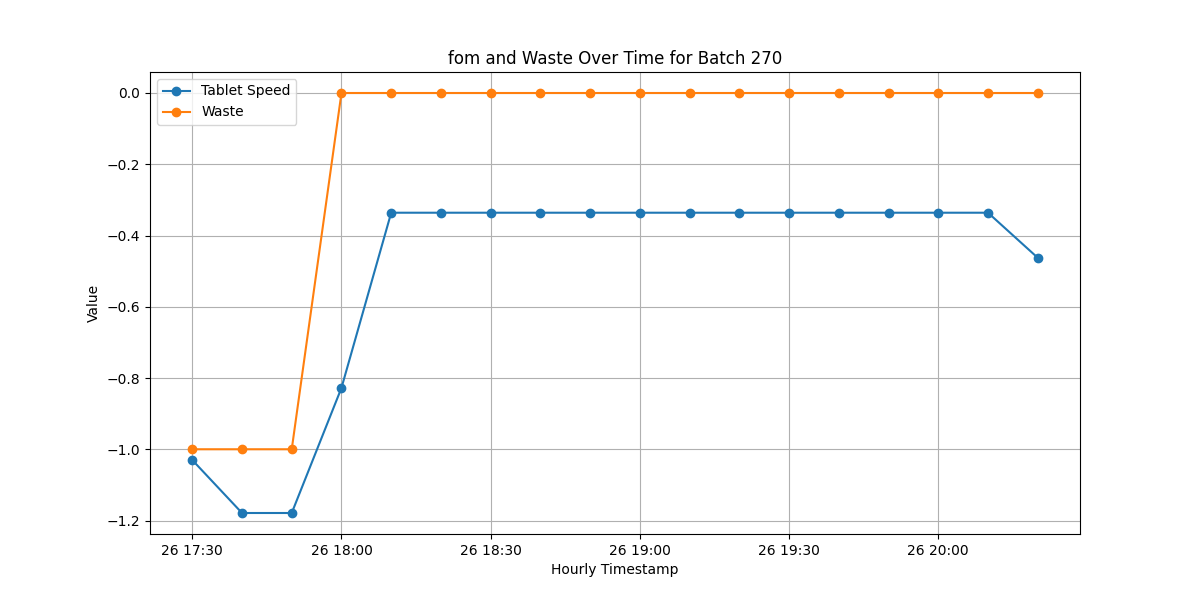 fom and Waste Over Time for Batch 270
Tablet Speed
Waste
Value
0.0
−0.2
−0.4
−0.6
−0.8
−1.0
−1.2
26 17:30 26 18:00 26 18:30 26 19:00 26 19:30 26 20:00
Hourly Timestamp